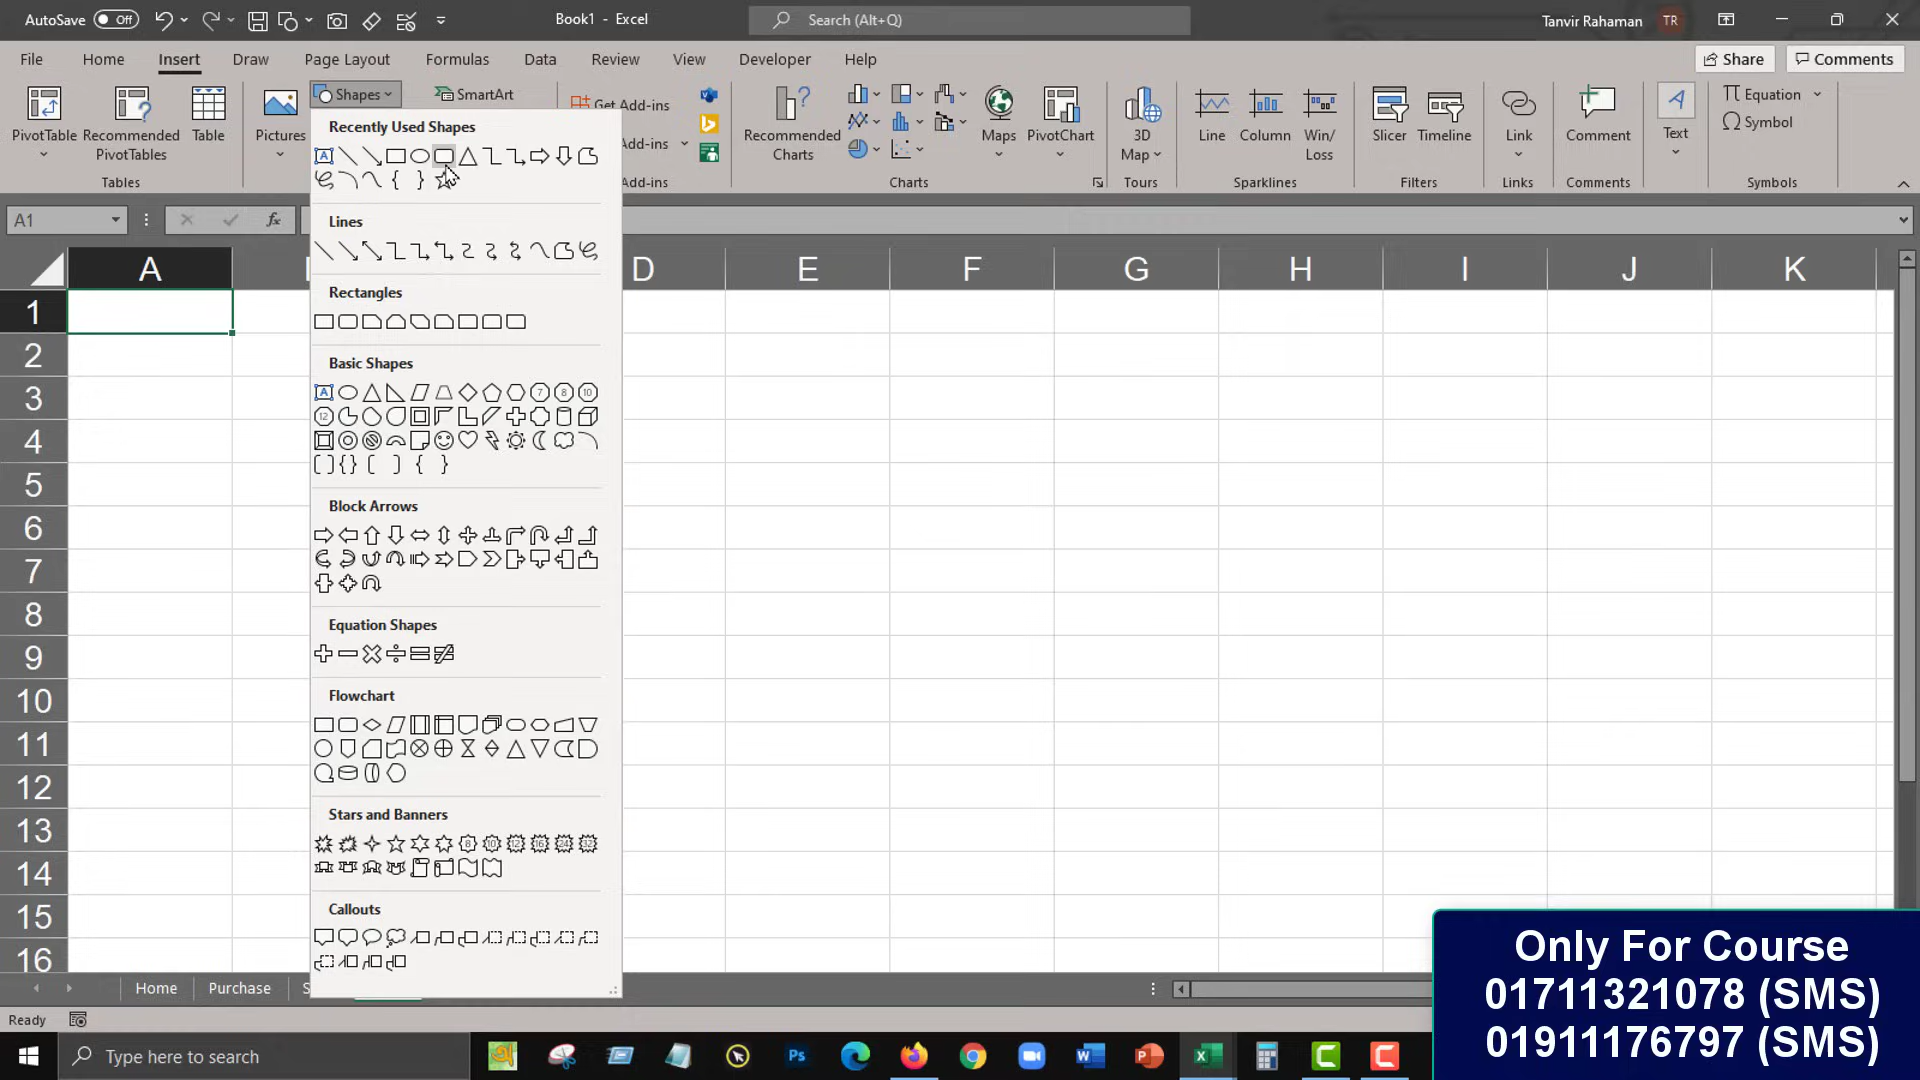 AutoSave Off
Book1 - Excel
Search (Alt+Q)
Tanvir Rahaman TR
File Home Insert Draw Page Layout Formulas Data Review View Developer Help
Share Comments
PivotTable
Recommended PivotTables
Table
Tables
Pictures
Shapes
SmartArt
Get Add-ins
Add-ins
Recommended Charts
Charts
Maps
PivotChart
3D Map
Tours
Line
Column
Win/Loss
Sparklines
Slicer
Timeline
Filters
Link
Links
Comment
Comments
Text
Equation
Symbol
Symbols
Recently Used Shapes
Lines
Rectangles
Basic Shapes
Block Arrows
Equation Shapes
Flowchart
Stars and Banners
Callouts
A1
A D E F G H I J K
1
2
3
4
5
6
7
8
9
10
11
12
13
14
15
16
Home Purchase
Ready
Type here to search
Only For Course
01711321078 (SMS)
01911176797 (SMS)